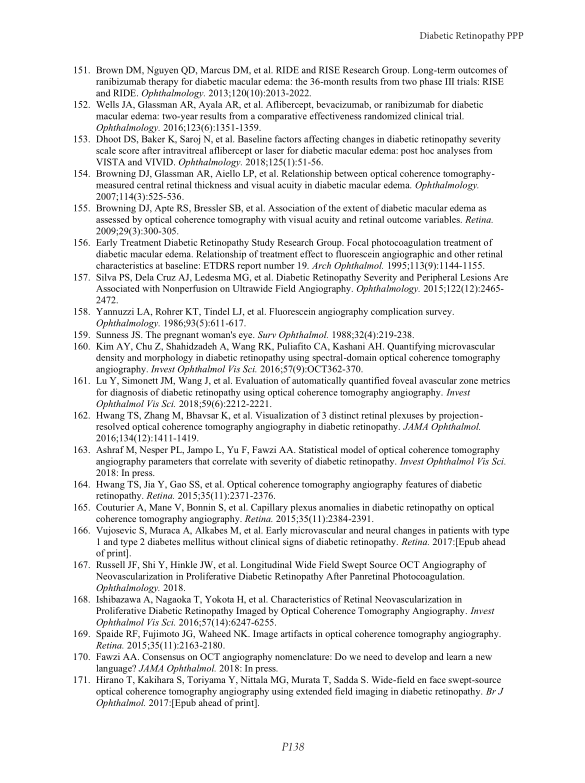 Diabetic Retinopathy PPP
151. Brown DM, Nguyen QD, Marcus DM, et al. RIDE and RISE Research Group. Long-term outcomes of
ranibizumab therapy for diabetic macular edema: the 36-month results from two phase III trials: RISE
and RIDE. Ophthalmology. 2013;120(10):2013-2022.
152. Wells JA, Glassman AR, Ayala AR, et al. Aflibercept, bevacizumab, or ranibizumab for diabetic
macular edema: two-year results from a comparative effectiveness randomized clinical trial.
Ophthalmology. 2016;123(6):1351-1359.
153. Dhoot DS, Baker K, Saroj N, et al. Baseline factors affecting changes in diabetic retinopathy severity
scale score after intravitreal aflibercept or laser for diabetic macular edema: post hoc analyses from
VISTA and VIVID. Ophthalmology. 2018;125(1):51-56.
154. Browning DJ, Glassman AR, Aiello LP, et al. Relationship between optical coherence tomography-
measured central retinal thickness and visual acuity in diabetic macular edema. Ophthalmology.
2007;114(3):525-536.
155. Browning DJ, Apte RS, Bressler SB, et al. Association of the extent of diabetic macular edema as
assessed by optical coherence tomography with visual acuity and retinal outcome variables. Retina.
2009;29(3):300-305.
156. Early Treatment Diabetic Retinopathy Study Research Group. Focal photocoagulation treatment of
diabetic macular edema. Relationship of treatment effect to fluorescein angiographic and other retinal
characteristics at baseline: ETDRS report number 19. Arch Ophthalmol. 1995;113(9):1144-1155.
157. Silva PS, Dela Cruz AJ, Ledesma MG, et al. Diabetic Retinopathy Severity and Peripheral Lesions Are
Associated with Nonperfusion on Ultrawide Field Angiography. Ophthalmology. 2015;122(12):2465-
2472.
158. Yannuzzi LA, Rohrer KT, Tindel LJ, et al. Fluorescein angiography complication survey.
Ophthalmology. 1986;93(5):611-617.
159. Sunness JS. The pregnant woman's eye. Surv Ophthalmol. 1988;32(4):219-238.
160. Kim AY, Chu Z, Shahidzadeh A, Wang RK, Puliafito CA, Kashani AH. Quantifying microvascular
density and morphology in diabetic retinopathy using spectral-domain optical coherence tomography
angiography. Invest Ophthalmol Vis Sci. 2016;57(9):OCT362-370.
161. Lu Y, Simonett JM, Wang J, et al. Evaluation of automatically quantified foveal avascular zone metrics
for diagnosis of diabetic retinopathy using optical coherence tomography angiography. Invest
Ophthalmol Vis Sci. 2018;59(6):2212-2221.
162. Hwang TS, Zhang M, Bhavsar K, et al. Visualization of 3 distinct retinal plexuses by projection-
resolved optical coherence tomography angiography in diabetic retinopathy. JAMA Ophthalmol.
2016;134(12):1411-1419.
163. Ashraf M, Nesper PL, Jampo L, Yu F, Fawzi AA. Statistical model of optical coherence tomography
angiography parameters that correlate with severity of diabetic retinopathy. Invest Ophthalmol Vis Sci.
2018: In press.
164. Hwang TS, Jia Y, Gao SS, et al. Optical coherence tomography angiography features of diabetic
retinopathy. Retina. 2015;35(11):2371-2376.
165. Couturier A, Mane V, Bonnin S, et al. Capillary plexus anomalies in diabetic retinopathy on optical
coherence tomography angiography. Retina. 2015;35(11):2384-2391.
166. Vujosevic S, Muraca A, Alkabes M, et al. Early microvascular and neural changes in patients with type
1 and type 2 diabetes mellitus without clinical signs of diabetic retinopathy. Retina. 2017:[Epub ahead
of print].
167. Russell JF, Shi Y, Hinkle JW, et al. Longitudinal Wide Field Swept Source OCT Angiography of
Neovascularization in Proliferative Diabetic Retinopathy After Panretinal Photocoagulation.
Ophthalmology. 2018.
168. Ishibazawa A, Nagaoka T, Yokota H, et al. Characteristics of Retinal Neovascularization in
Proliferative Diabetic Retinopathy Imaged by Optical Coherence Tomography Angiography. Invest
Ophthalmol Vis Sci. 2016;57(14):6247-6255.
169. Spaide RF, Fujimoto JG, Waheed NK. Image artifacts in optical coherence tomography angiography.
Retina. 2015;35(11):2163-2180.
170. Fawzi AA. Consensus on OCT angiography nomenclature: Do we need to develop and learn a new
language? JAMA Ophthalmol. 2018: In press.
171. Hirano T, Kakihara S, Toriyama Y, Nittala MG, Murata T, Sadda S. Wide-field en face swept-source
optical coherence tomography angiography using extended field imaging in diabetic retinopathy. Br J
Ophthalmol. 2017:[Epub ahead of print].
P138